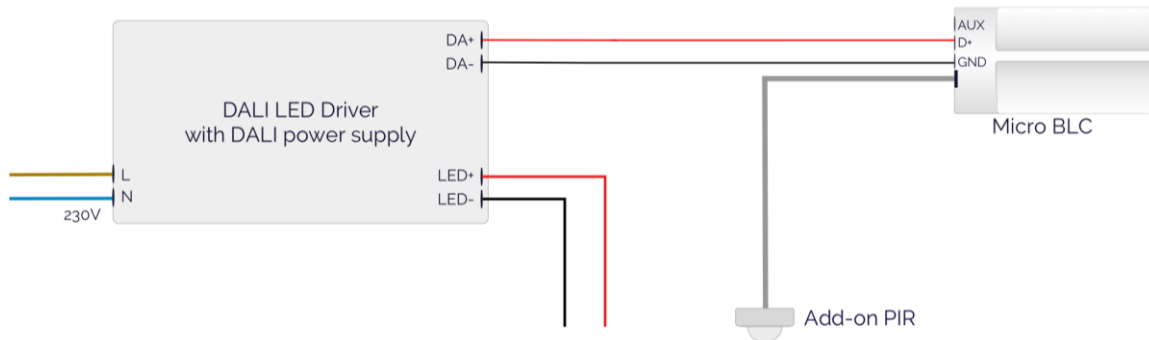 AUX
DA+
D+
DA-
GND
DALI LED Driver
with DALI power supply
Micro BLC
L
LED+
N
LED-
230V
Add-on PIR